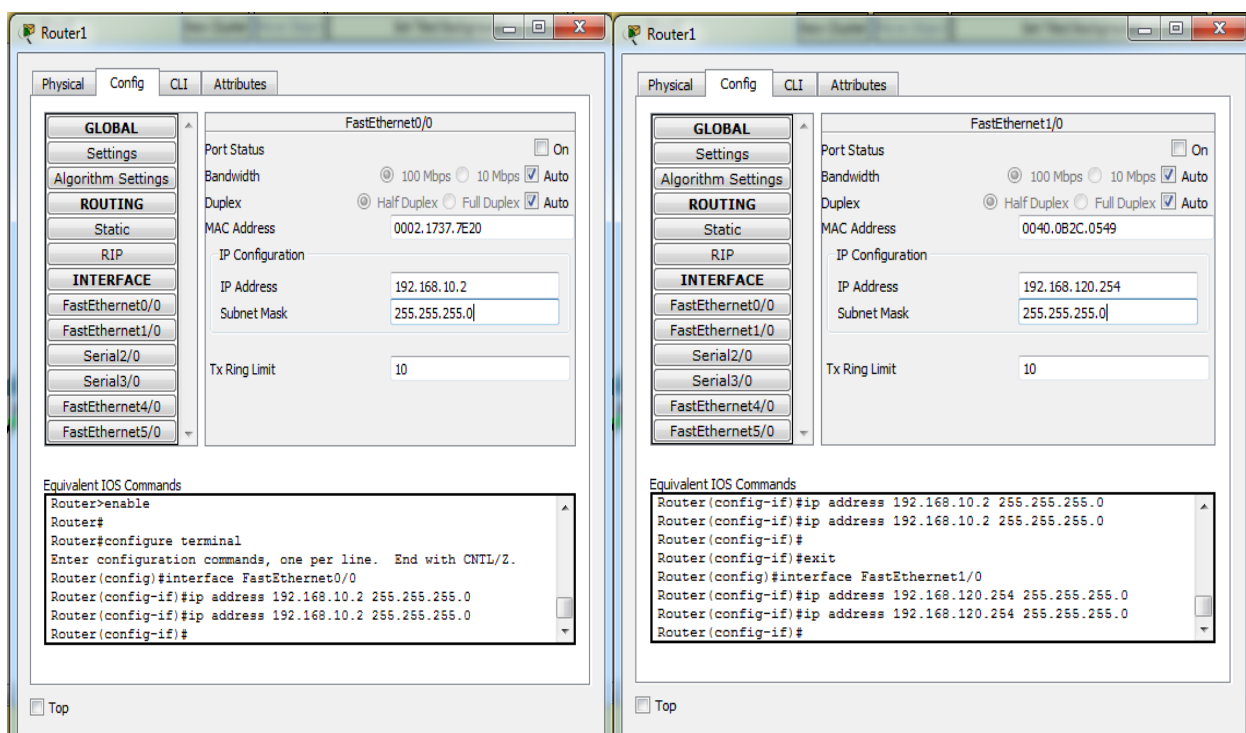 Router1
Physical Config CLI Attributes
GLOBAL
Settings
Algorithm Settings
ROUTING
Static
RIP
INTERFACE
FastEthernet0/0
FastEthernet1/0
Serial2/0
Serial3/0
FastEthernet4/0
FastEthernet5/0
FastEthernet0/0
Port Status On
Bandwidth 100 Mbps 10 Mbps Auto
Duplex Half Duplex Full Duplex Auto
MAC Address 0002.1737.7E20
IP Configuration
IP Address 192.168.10.2
Subnet Mask 255.255.255.0
Tx Ring Limit 10
Equivalent IOS Commands
Router>enable
Router#
Router#configure terminal
Enter configuration commands, one per line. End with CNTL/Z.
Router(config)#interface FastEthernet0/0
Router(config-if)#ip address 192.168.10.2 255.255.255.0
Router(config-if)#ip address 192.168.10.2 255.255.255.0
Router(config-if)#
Top
Router1
Physical Config CLI Attributes
GLOBAL
Settings
Algorithm Settings
ROUTING
Static
RIP
INTERFACE
FastEthernet0/0
FastEthernet1/0
Serial2/0
Serial3/0
FastEthernet4/0
FastEthernet5/0
FastEthernet1/0
Port Status On
Bandwidth 100 Mbps 10 Mbps Auto
Duplex Half Duplex Full Duplex Auto
MAC Address 0040.0B2C.0549
IP Configuration
IP Address 192.168.120.254
Subnet Mask 255.255.255.0
Tx Ring Limit 10
Equivalent IOS Commands
Router(config-if)#ip address 192.168.10.2 255.255.255.0
Router(config-if)#ip address 192.168.10.2 255.255.255.0
Router(config-if)#
Router(config-if)#exit
Router(config)#interface FastEthernet1/0
Router(config-if)#ip address 192.168.120.254 255.255.255.0
Router(config-if)#ip address 192.168.120.254 255.255.255.0
Router(config-if)#
Top